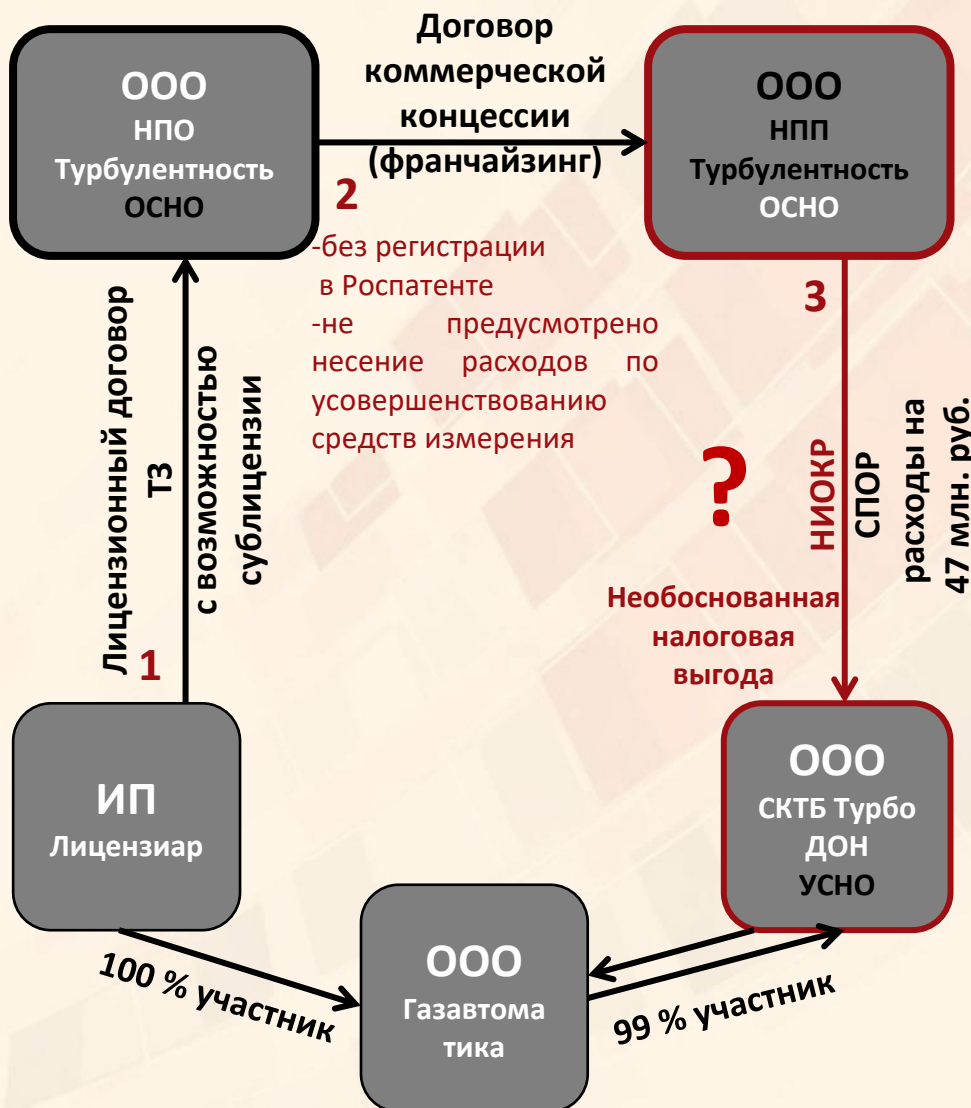 ООО
НПО
Турбулентность
ОСНО
Договор
коммерческой
концессии
(франчайзинг)
ООО
НПП
Турбулентность
ОСНО
2
-без регистрации
в Роспатенте
-не предусмотрено
несение расходов по
усовершенствованию
средств измерения
3
Лицензионный договор
ТЗ
с возможностью
сублицензии
1
?
НИОКР
СПОР
расходы на
47 млн. руб.
Необоснованная
налоговая
выгода
ИП
Лицензиар
ООО
СКТБ Турбо
ДОН
УСНО
100 % участник
ООО
Газавтома
тика
99 % участник